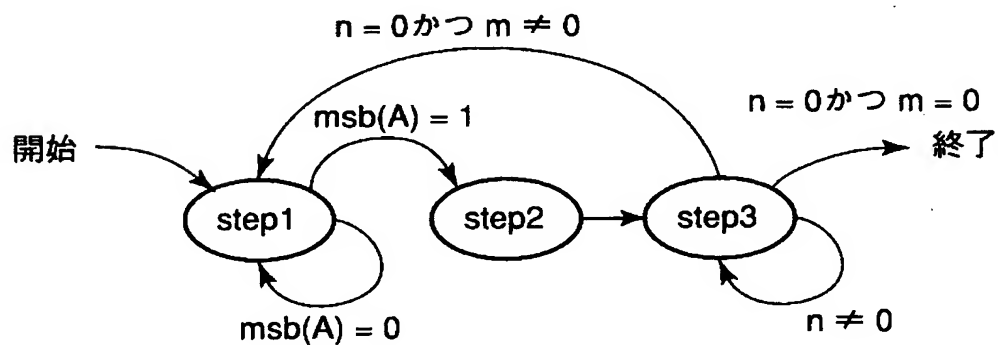 n = 0かつ m ≠ 0
n = 0かつ m = 0
msb(A) = 1
開始
終了
step1
step2
step3
msb(A) = 0
n ≠ 0